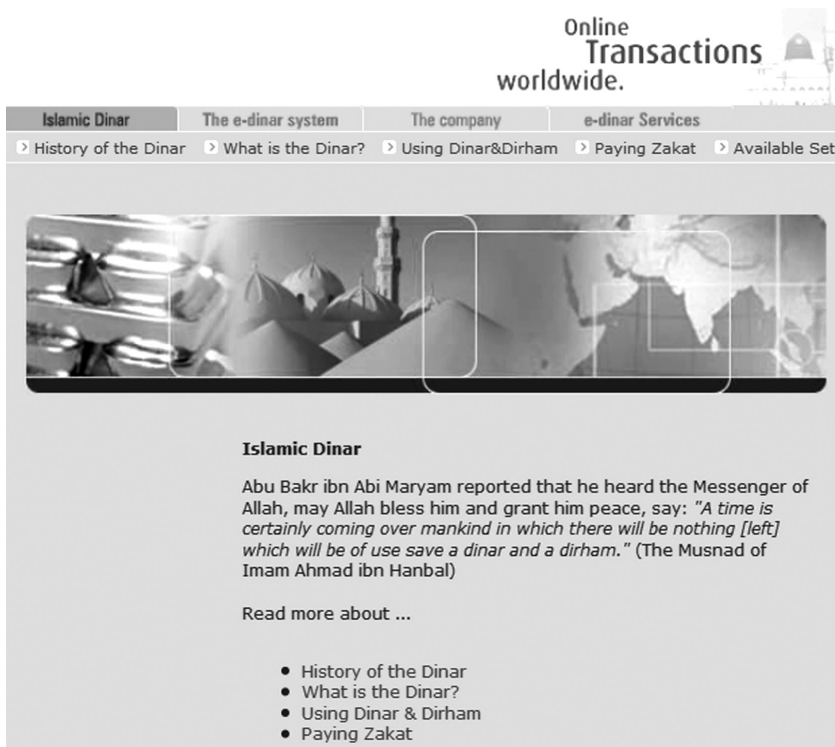 Online
Transactions
worldwide.
Islamic Dinar The e-dinar system The company e-dinar Services
History of the Dinar What is the Dinar? Using Dinar&Dirham Paying Zakat Available Set
Islamic Dinar
Abu Bakr ibn Abi Maryam reported that he heard the Messenger of
Allah, may Allah bless him and grant him peace, say: "A time is
certainly coming over mankind in which there will be nothing [left]
which will be of use save a dinar and a dirham." (The Musnad of
Imam Ahmad ibn Hanbal)
Read more about ...
• History of the Dinar
• What is the Dinar?
• Using Dinar & Dirham
• Paying Zakat